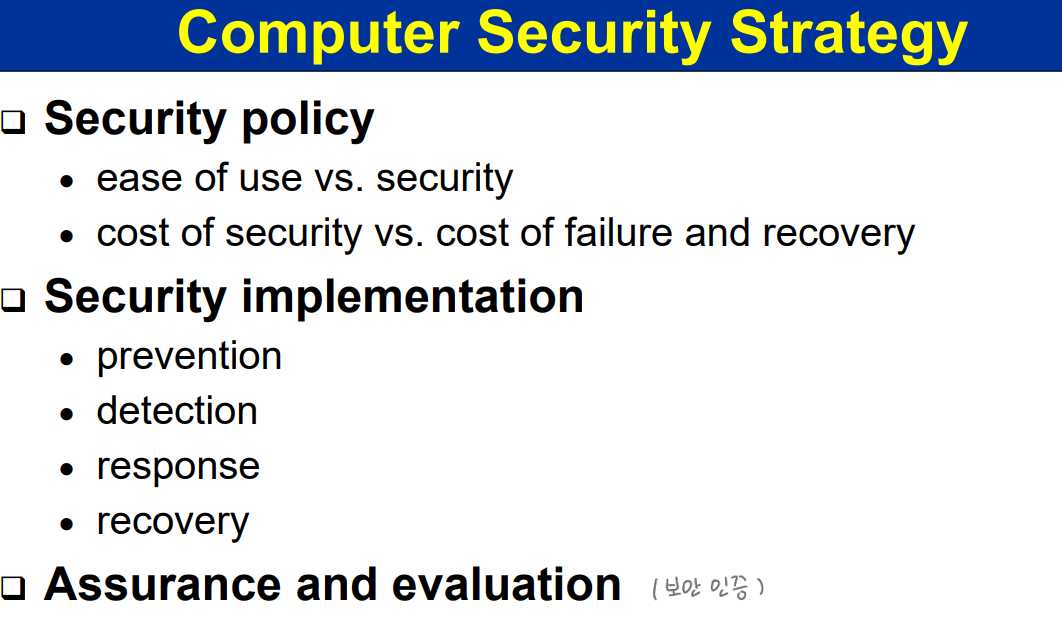 Computer Security Strategy
❑ Security policy
• ease of use vs. security
• cost of security vs. cost of failure and recovery
❑ Security implementation
• prevention
• detection
• response
• recovery
❑ Assurance and evaluation (보안 인증)